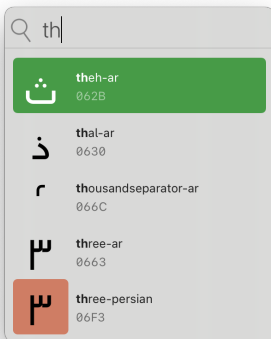 th
ث
theh-ar
062B
ذ
thal-ar
0630
٬
thousandseparator-ar
066C
٣
three-ar
0663
۳
three-persian
06F3